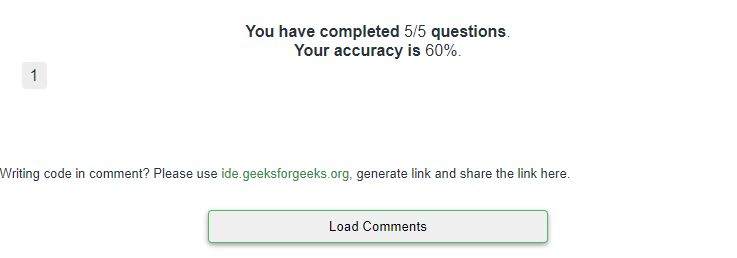 You have completed 5/5 questions.
Your accuracy is 60%.
1
Writing code in comment? Please use ide.geeksforgeeks.org, generate link and share the link here.
Load Comments